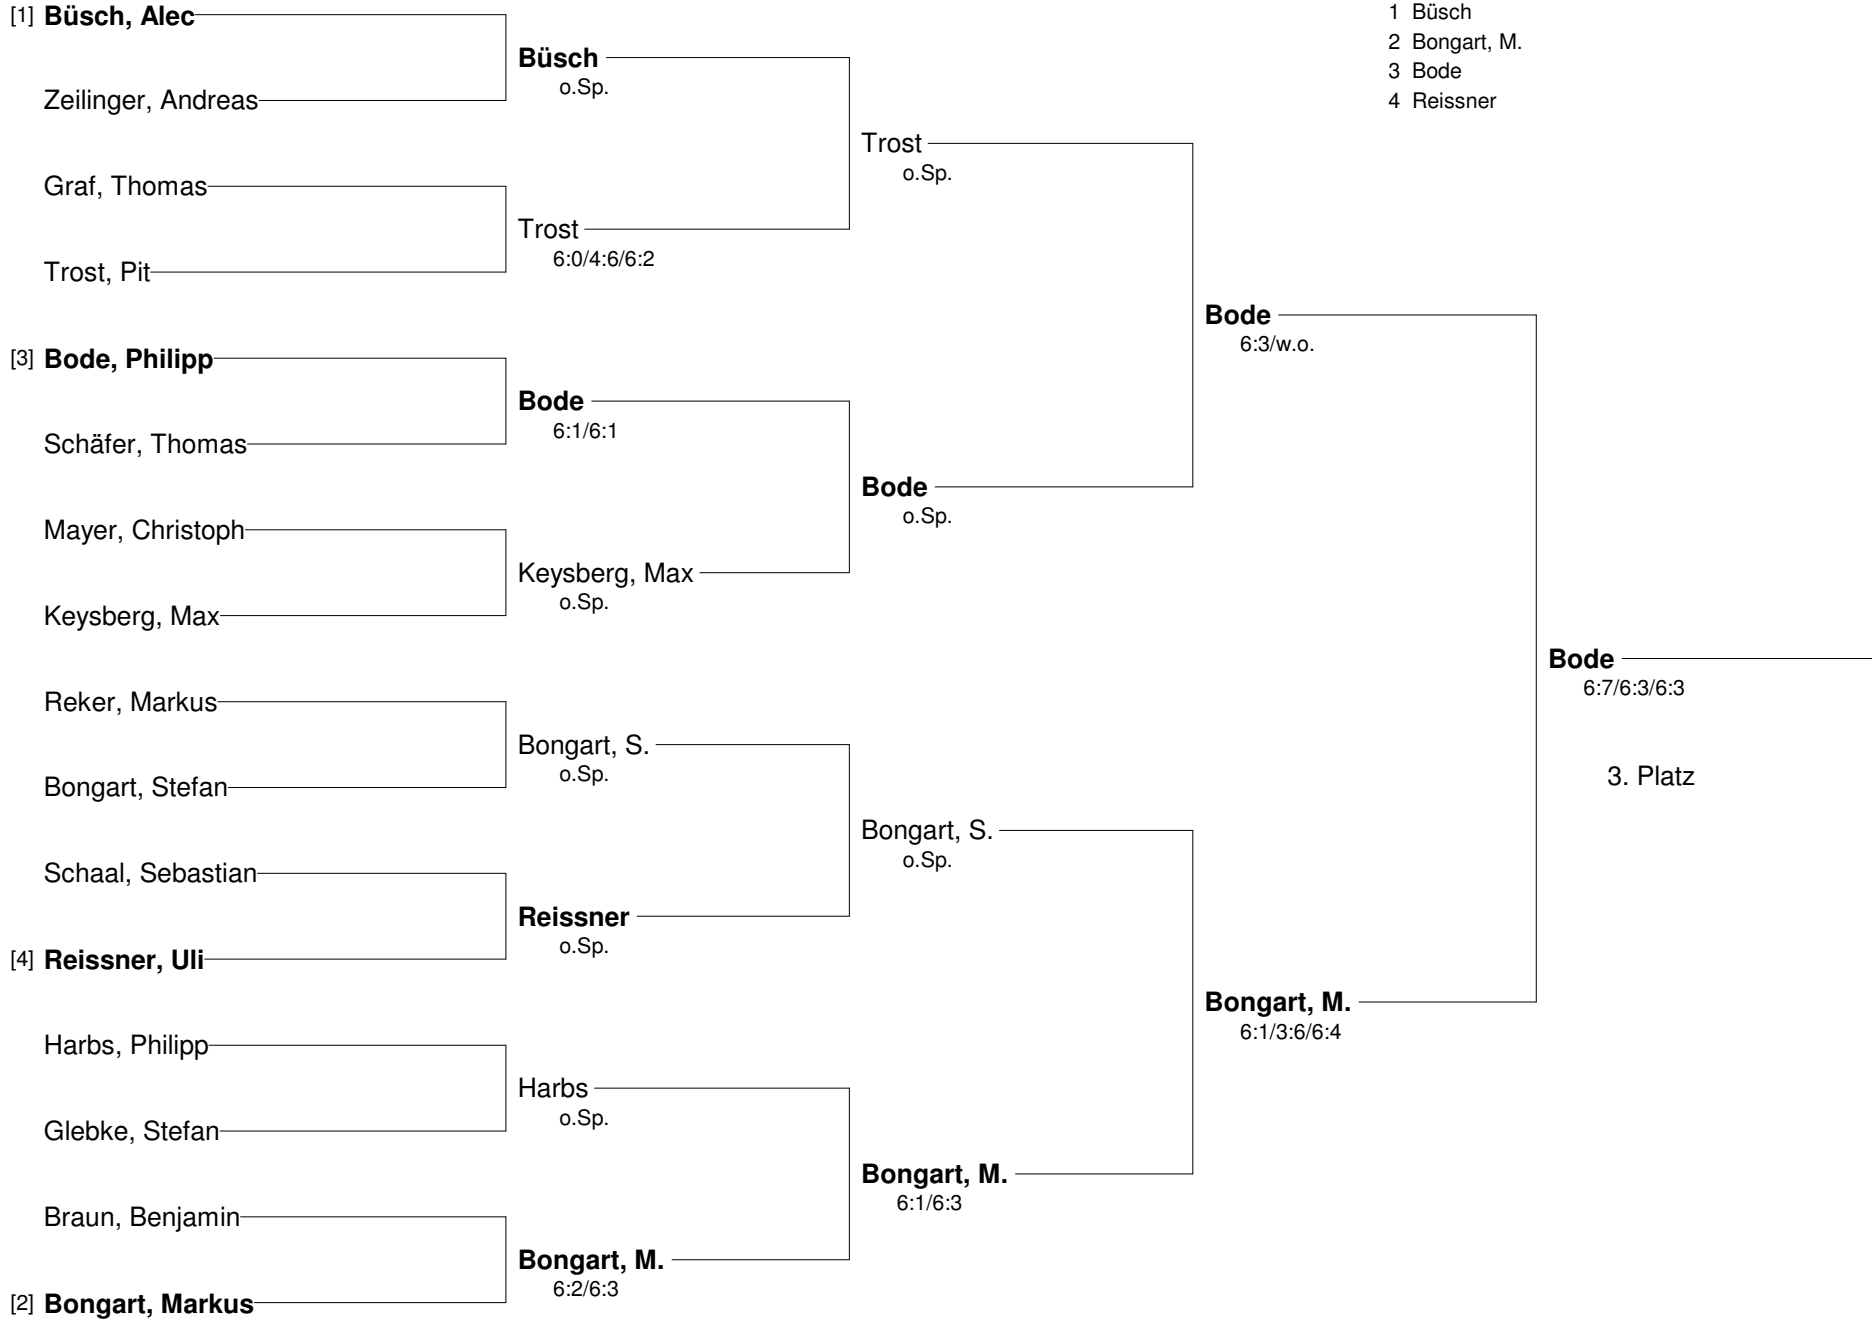 [1] Büsch, Alec
Zeilinger, Andreas
Graf, Thomas
Trost, Pit
[3] Bode, Philipp
Schäfer, Thomas
Mayer, Christoph
Keysberg, Max
Reker, Markus
Bongart, Stefan
Schaal, Sebastian
[4] Reissner, Uli
Harbs, Philipp
Glebke, Stefan
Braun, Benjamin
[2] Bongart, Markus
Büsch
o.Sp.
Trost
6:0/4:6/6:2
Bode
6:1/6:1
Keysberg, Max
o.Sp.
Bongart, S.
o.Sp.
Reissner
o.Sp.
Harbs
o.Sp.
Bongart, M.
6:2/6:3
Trost
o.Sp.
Bode
o.Sp.
Bongart, S.
o.Sp.
Bongart, M.
6:1/6:3
Bode
6:3/w.o.
Bongart, M.
6:1/3:6/6:4
Bode
6:7/6:3/6:3
3. Platz
1 Büsch
2 Bongart, M.
3 Bode
4 Reissner